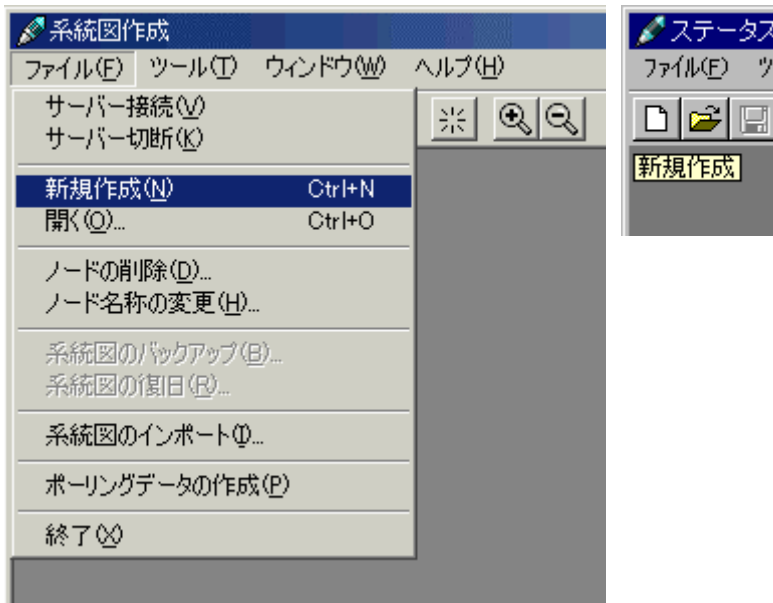 系統図作成
ファイル(F) ツール(T) ウィンドウ(W) ヘルプ(H)
サーバー接続(V)
サーバー切断(K)
新規作成(N) Ctrl+N
開く(O)... Ctrl+O
ノードの削除(D)...
ノード名称の変更(H)...
系統図のバックアップ(B)...
系統図の復旧(R)...
系統図のインポート(I)...
ポーリングデータの作成(P)
終了(X)
ステータス
ファイル(F) ツ
新規作成